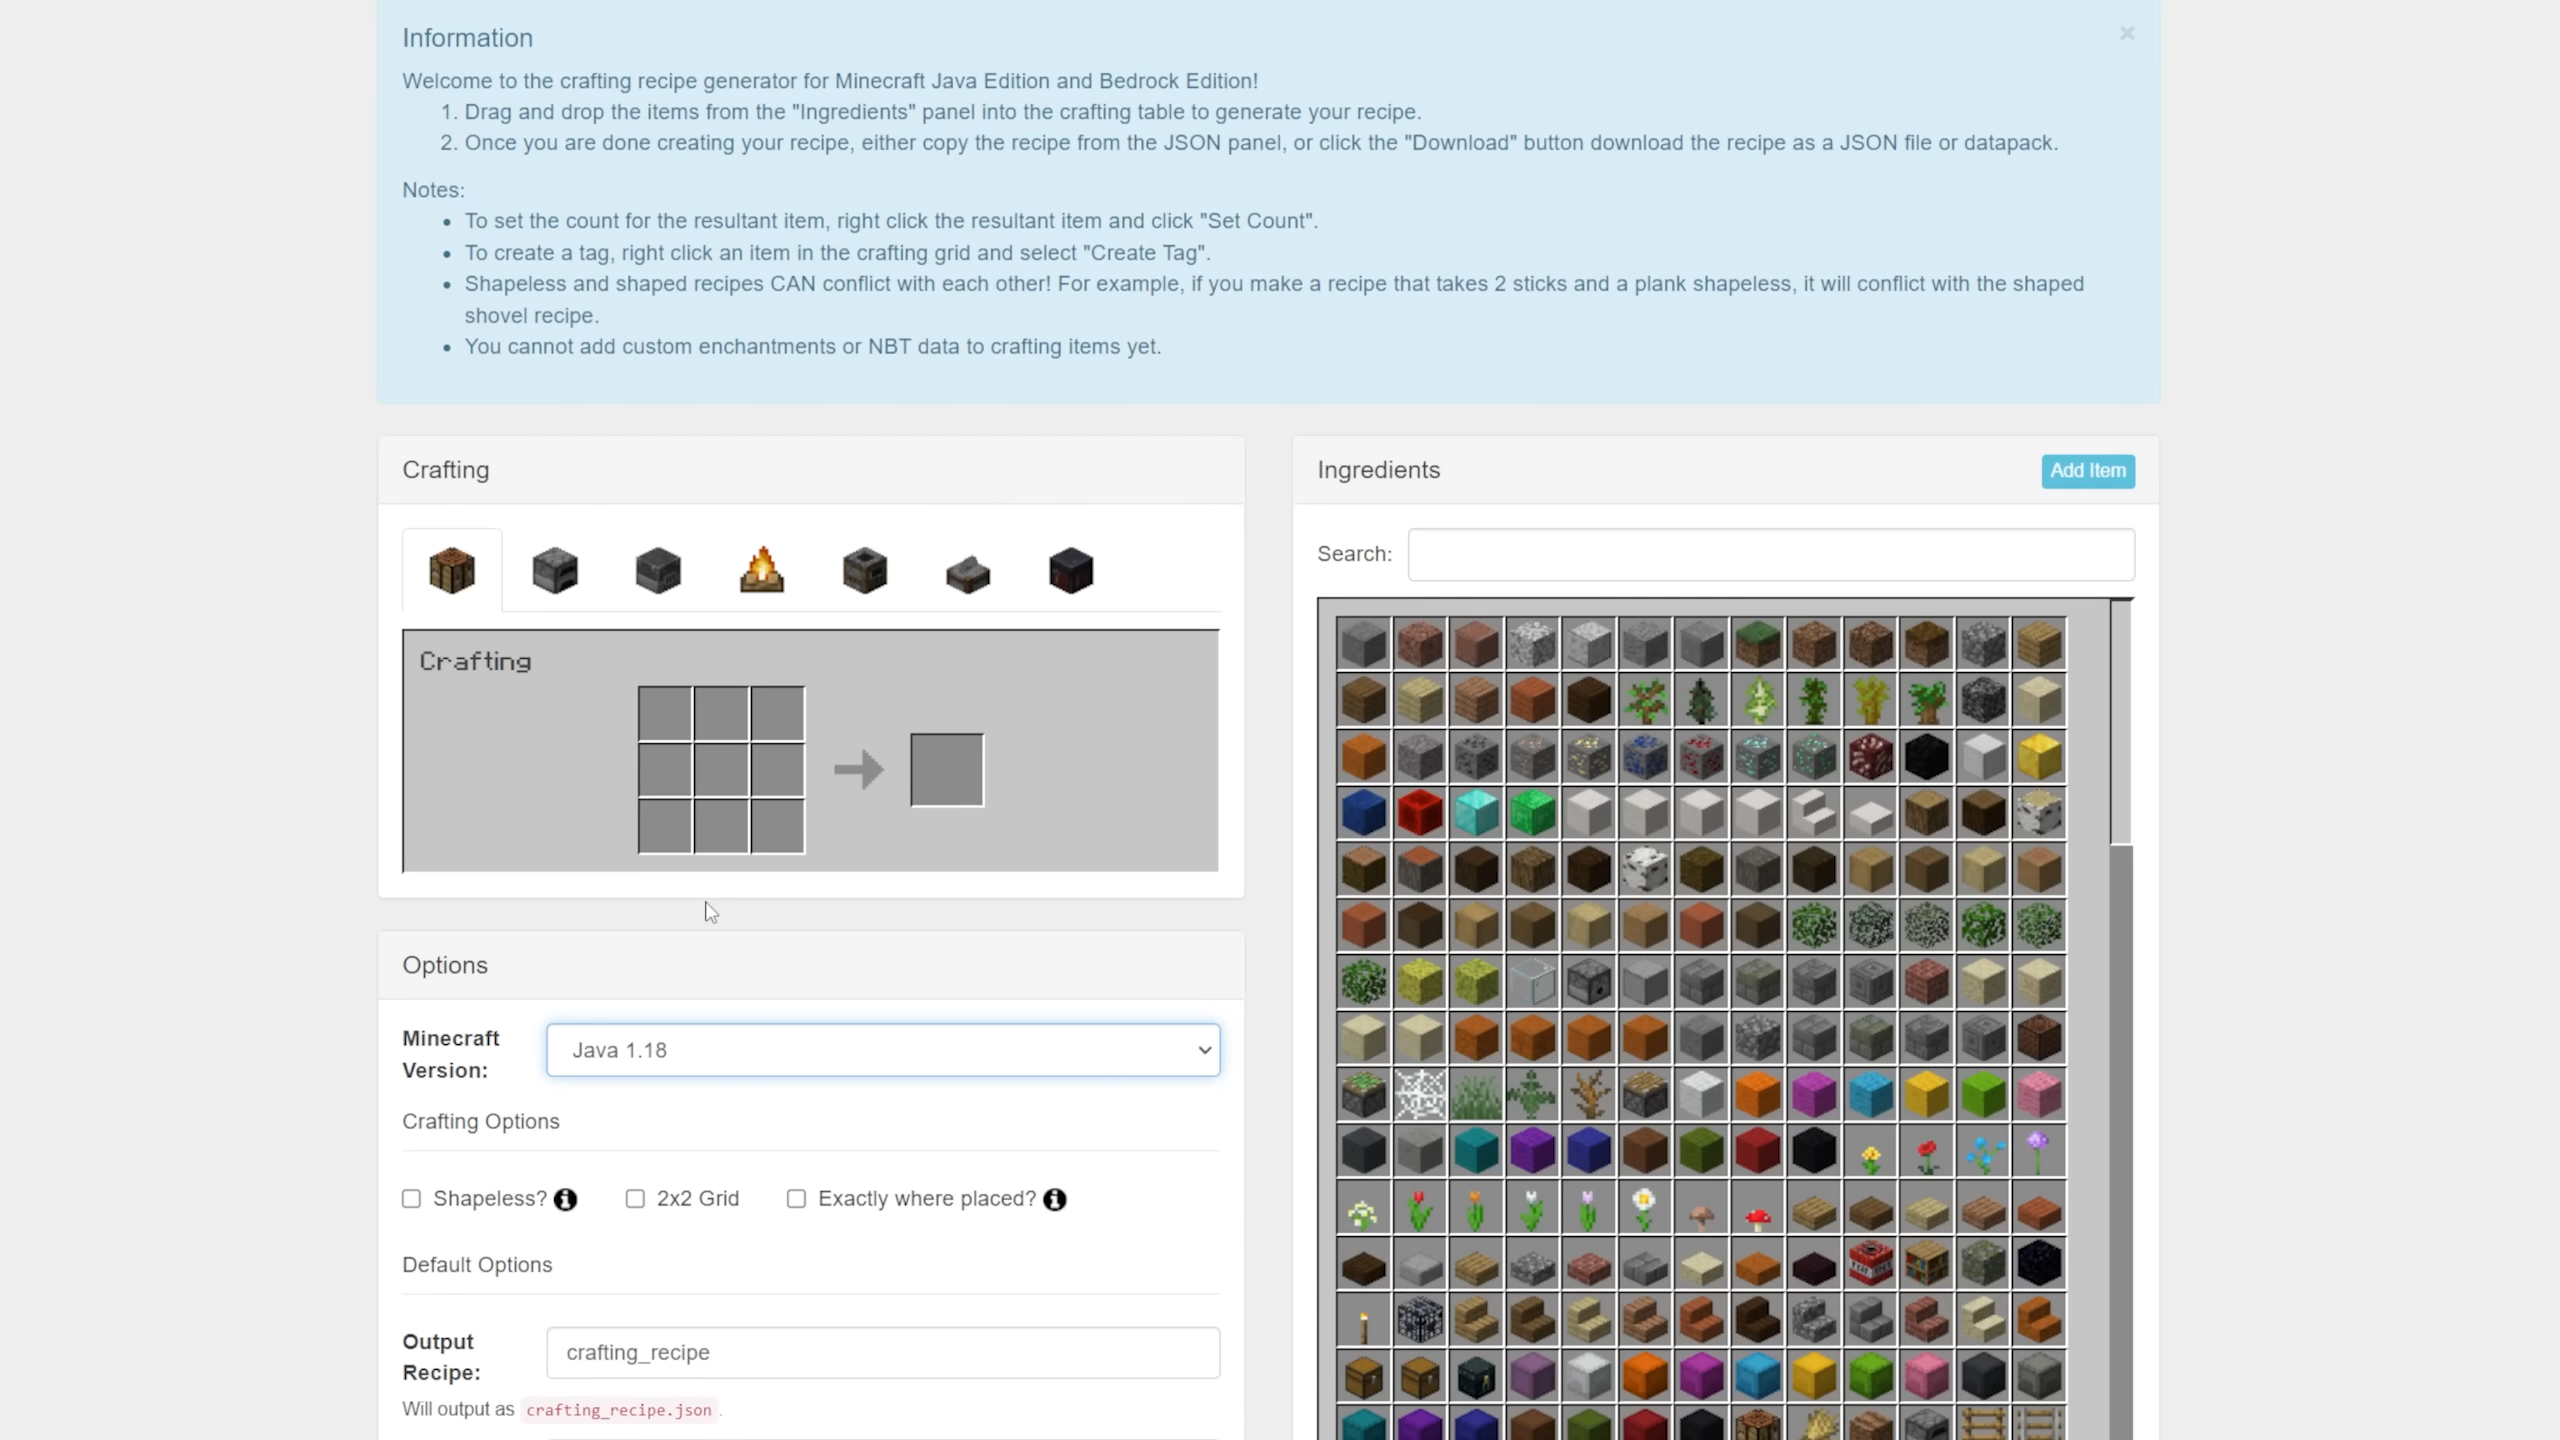 Information
×
Welcome to the crafting recipe generator for Minecraft Java Edition and Bedrock Edition!
1. Drag and drop the items from the "Ingredients" panel into the crafting table to generate your recipe.
2. Once you are done creating your recipe, either copy the recipe from the JSON panel, or click the "Download" button download the recipe as a JSON file or datapack.
Notes:
• To set the count for the resultant item, right click the resultant item and click "Set Count".
• To create a tag, right click an item in the crafting grid and select "Create Tag".
• Shapeless and shaped recipes CAN conflict with each other! For example, if you make a recipe that takes 2 sticks and a plank shapeless, it will conflict with the shaped
shovel recipe.
• You cannot add custom enchantments or NBT data to crafting items yet.
Crafting
Crafting
Options
Minecraft
Version:
Java 1.18
Crafting Options
Shapeless?
2x2 Grid
Exactly where placed?
Default Options
Output
Recipe:
crafting_recipe
Will output as crafting_recipe.json.
Ingredients
Add Item
Search: